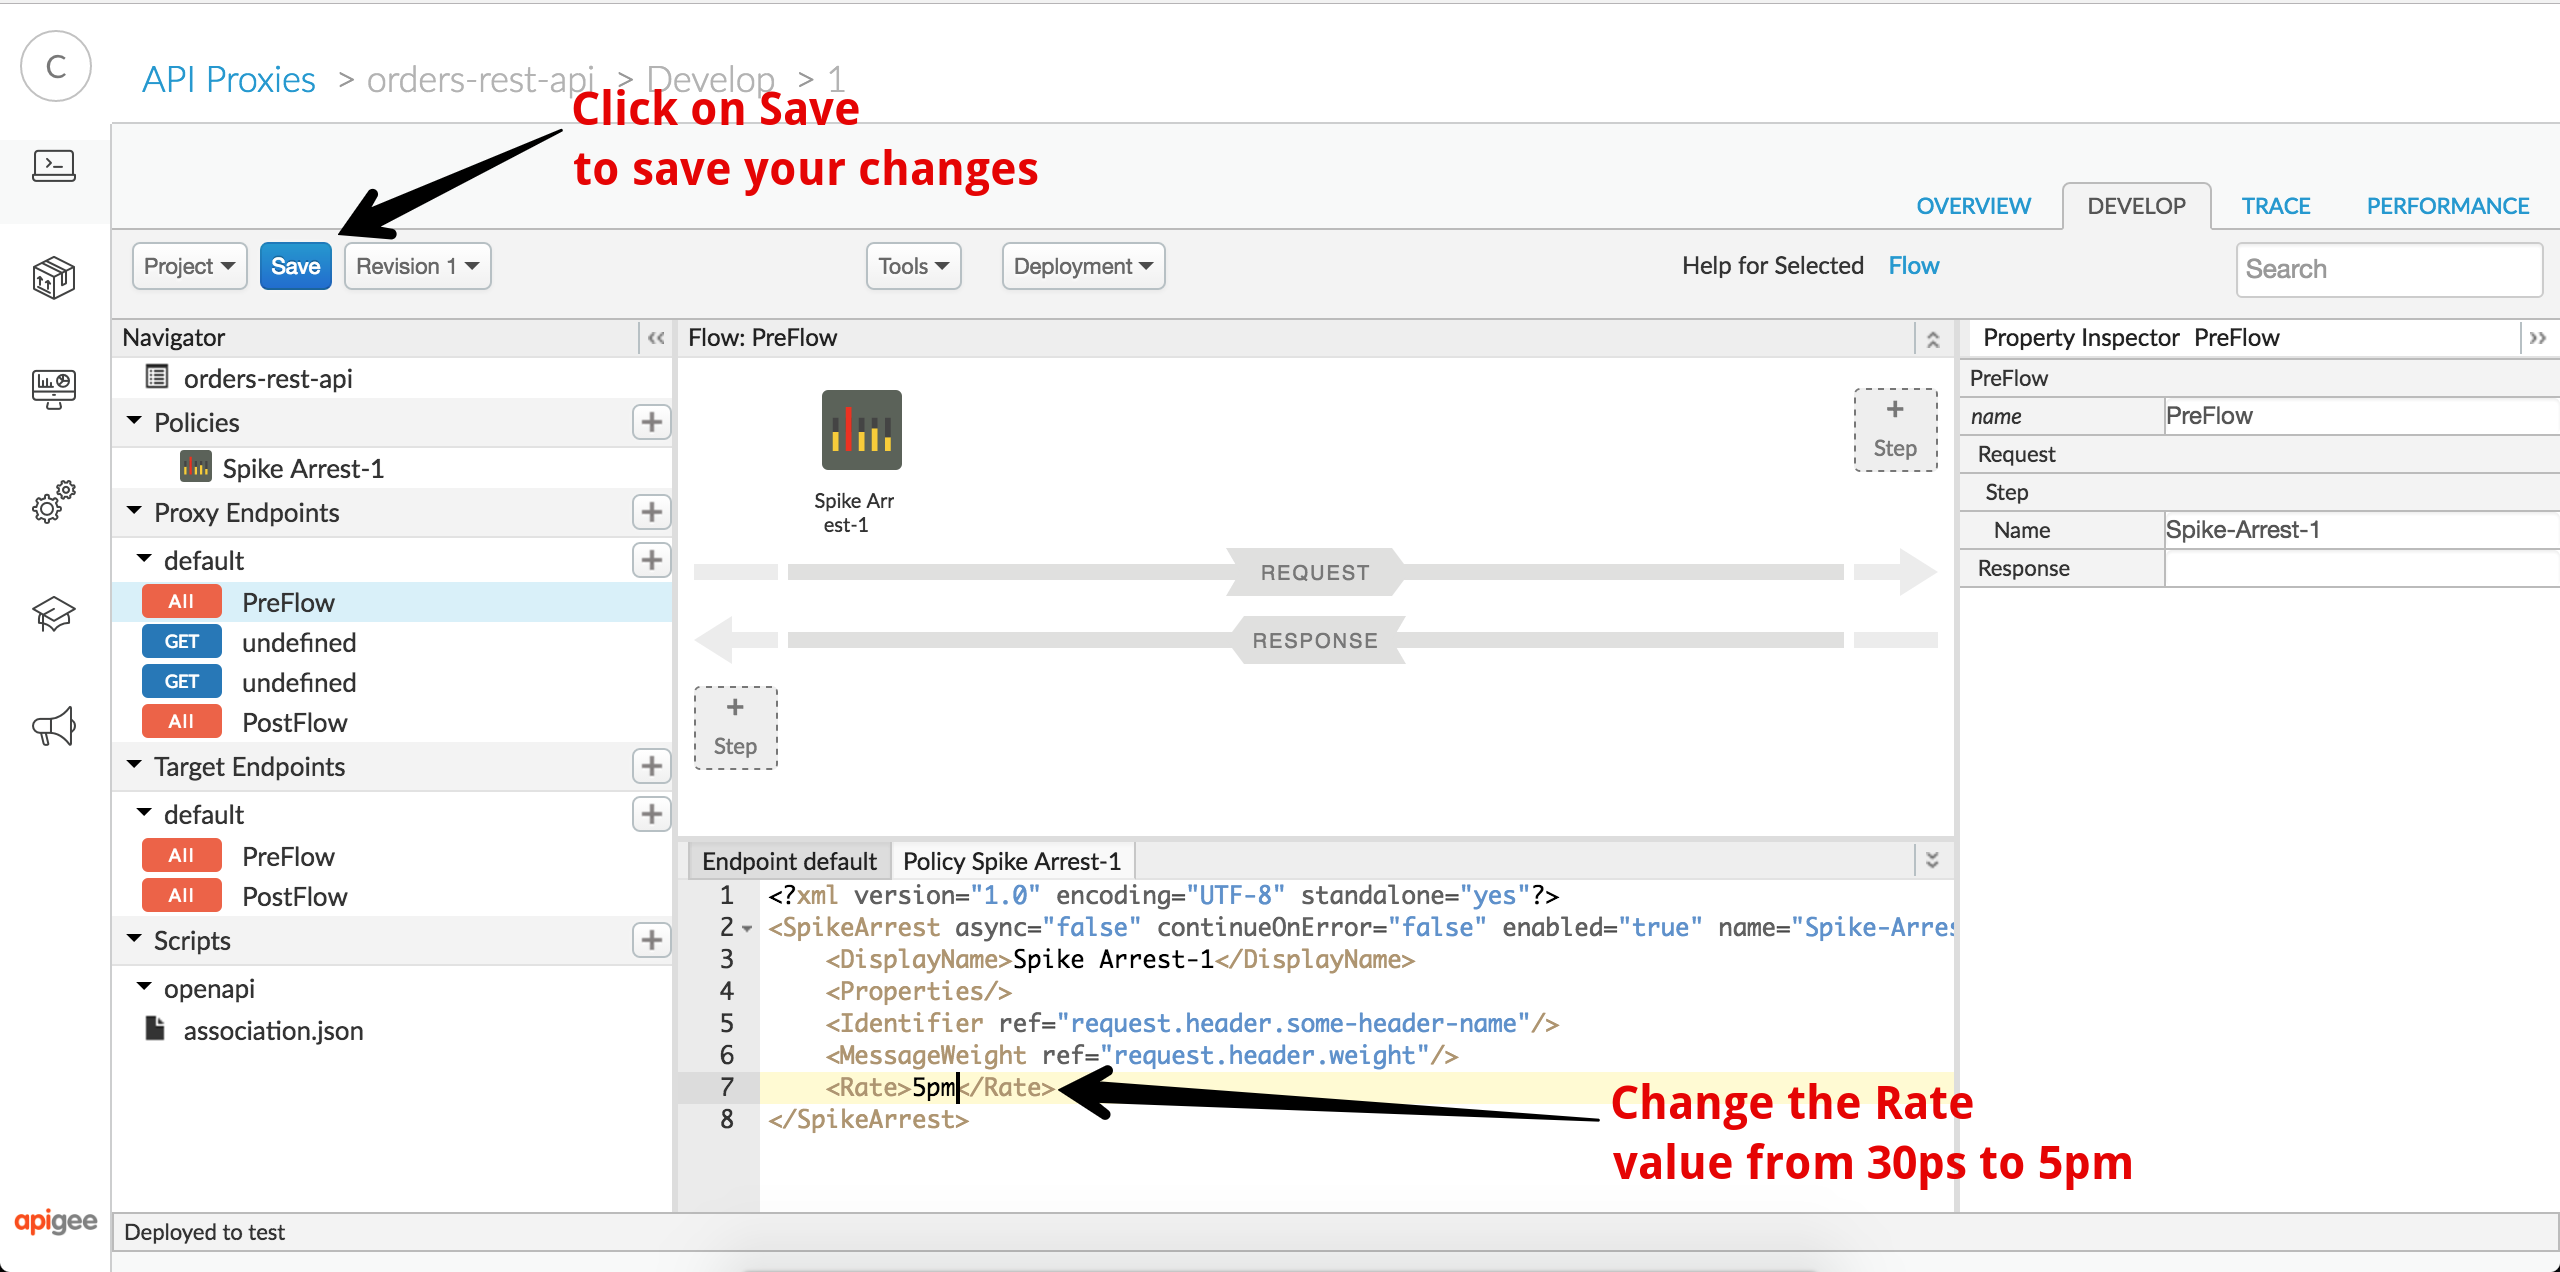 C
API Proxies > orders-rest-api > Develop > 1
Click on Save
to save your changes
OVERVIEW DEVELOP TRACE PERFORMANCE
Project Save Revision 1 Tools Deployment Help for Selected Flow Search
Navigator
orders-rest-api
Policies
Spike Arrest-1
Proxy Endpoints
default
All PreFlow
GET undefined
GET undefined
All PostFlow
Target Endpoints
default
All PreFlow
All PostFlow
Scripts
openapi
association.json
Flow: PreFlow
+
Step
Spike Arr
est-1
REQUEST
RESPONSE
+
Step
Property Inspector PreFlow
PreFlow
name PreFlow
Request
Step
Name Spike-Arrest-1
Response
Endpoint default Policy Spike Arrest-1
1 <?xml version="1.0" encoding="UTF-8" standalone="yes"?>
2 <SpikeArrest async="false" continueOnError="false" enabled="true" name="Spike-Arres
3 <DisplayName>Spike Arrest-1</DisplayName>
4 <Properties/>
5 <Identifier ref="request.header.some-header-name"/>
6 <MessageWeight ref="request.header.weight"/>
7 <Rate>5pm</Rate>
8 </SpikeArrest>
Change the Rate
value from 30ps to 5pm
apigee
Deployed to test